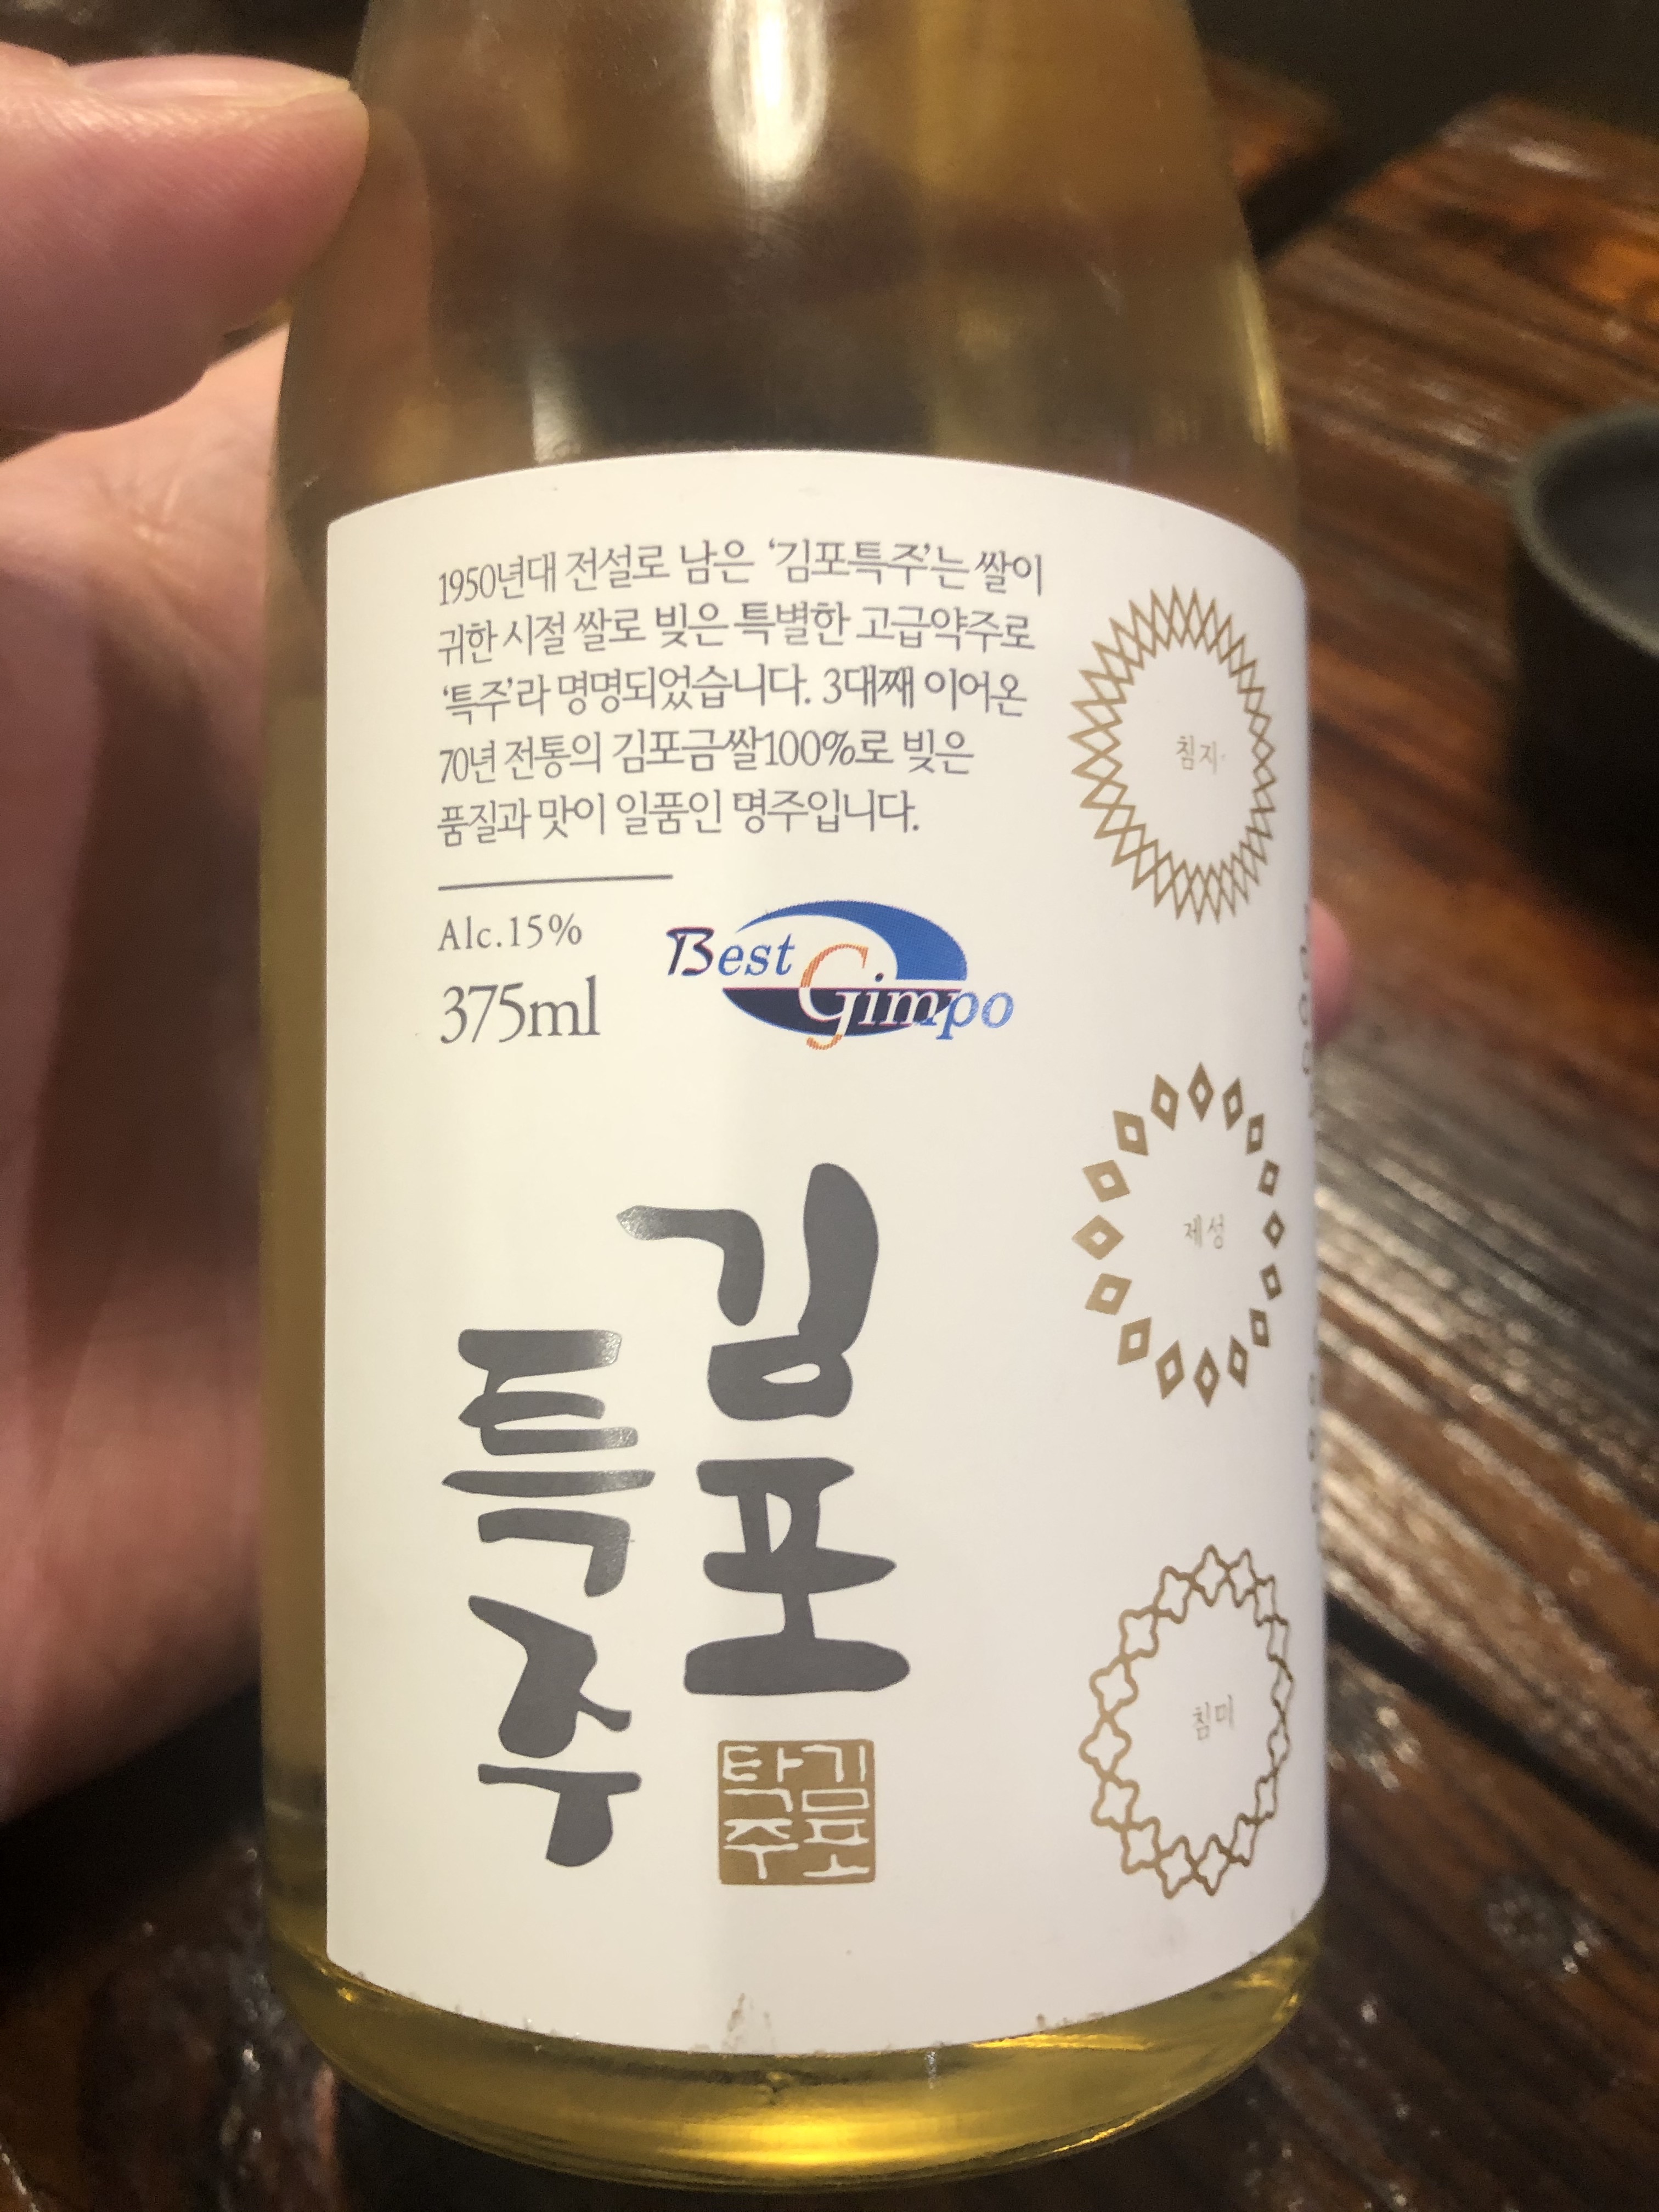 1950년대 전설로 남은 ‘김포특주’는 쌀이
귀한 시절 쌀로 빚은 특별한 고급약주로
‘특주’라 명명되었습니다. 3대째 이어온
70년 전통의 김포금쌀100%로 빚은
품질과 맛이 일품인 명주입니다.
Alc.15%
375ml
Best
Gimpo
김포
특주
김포
탁주
침지
제성
침미